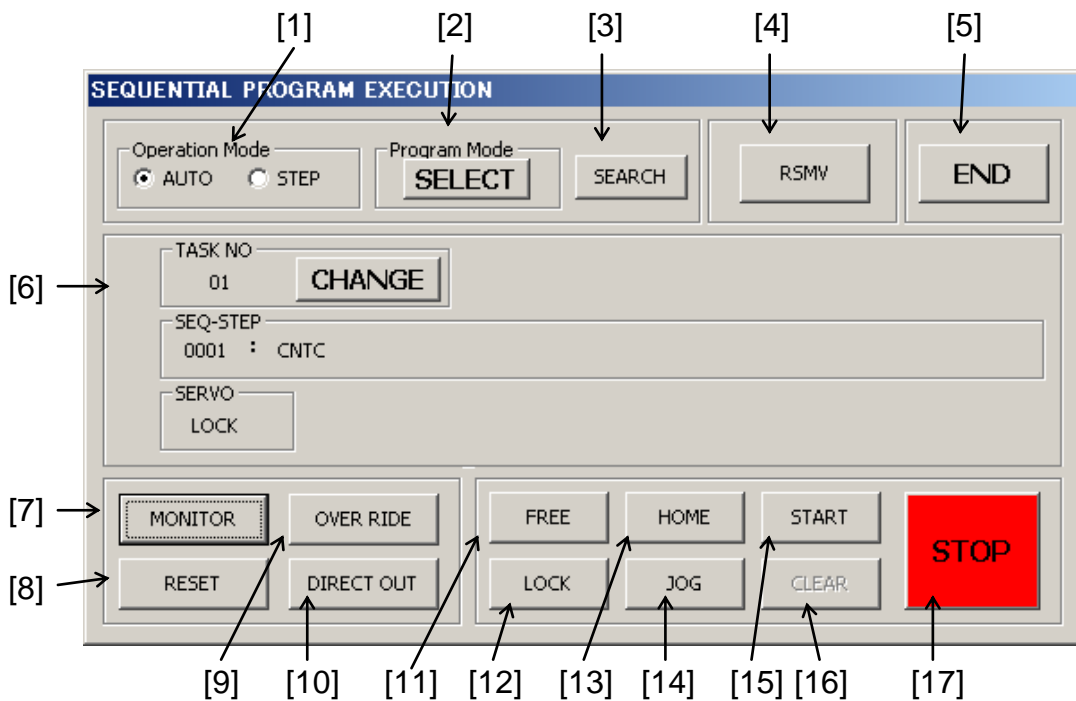 [1] [2] [3] [4] [5]
SEQUENTIAL PROGRAM EXECUTION
Operation Mode Program Mode
AUTO STEP SELECT SEARCH RSMV END
TASK NO
[6] 01 CHANGE
SEQ-STEP
0001 : CNTC
SERVO
LOCK
[7] MONITOR OVER RIDE FREE HOME START STOP
[8] RESET DIRECT OUT LOCK JOG CLEAR
[9] [10] [11] [12] [13] [14] [15] [16] [17]